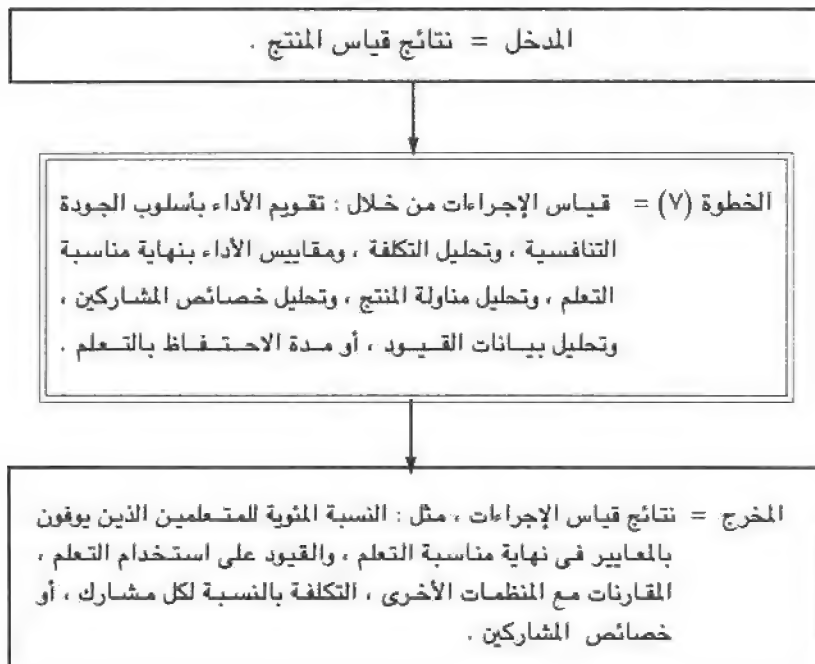 المدخل = نتائج قياس المنتج .
الخطوة (٧) = قياس الإجراءات من خلال : تقويم الأداء بأسلوب الجودة
التنافسية ، وتحليل التكلفة ، ومقاييس الأداء بنهاية مناسبة
التعلم ، وتحليل مناولة المنتج ، وتحليل خصائص المشاركين ،
وتحليل بيانات القيود ، أو مدة الاحتفاظ بالتعلم .
المخرج = نتائج قياس الإجراءات ، مثل : النسبة المئوية للمتعلمين الذين يوفون
بالمعايير فى نهاية مناسبة التعلم ، والقيود على استخدام التعلم ،
المقارنات مع المنظمات الأخرى ، التكلفة بالنسبة لكل مشارك ، أو
خصائص المشاركين .